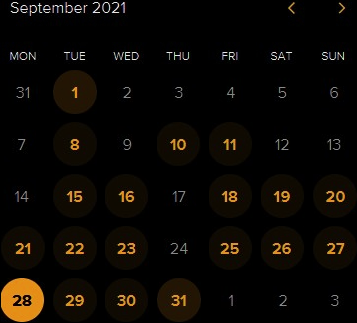 September 2021
MON TUE WED THU FRI SAT SUN
31 1 2 3 4 5 6
7 8 9 10 11 12 13
14 15 16 17 18 19 20
21 22 23 24 25 26 27
28 29 30 31 1 2 3